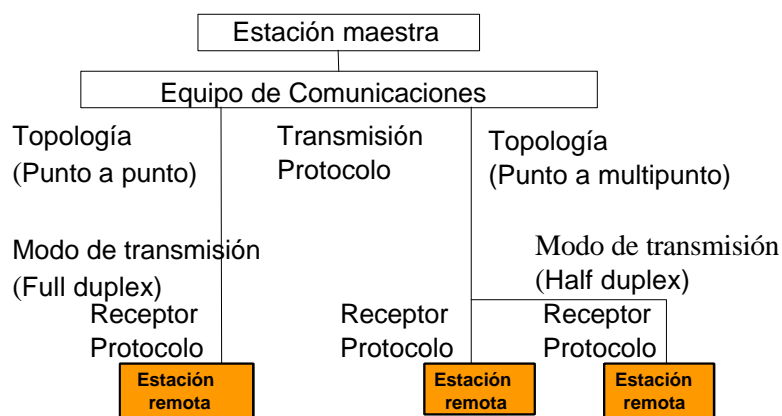 Estación maestra
Equipo de Comunicaciones
Topología
(Punto a punto)
Transmisión
Protocolo
Topología
(Punto a multipunto)
Modo de transmisión
(Full duplex)
Modo de transmisión
(Half duplex)
Receptor
Protocolo
Receptor
Protocolo
Receptor
Protocolo
Estación
remota
Estación
remota
Estación
remota